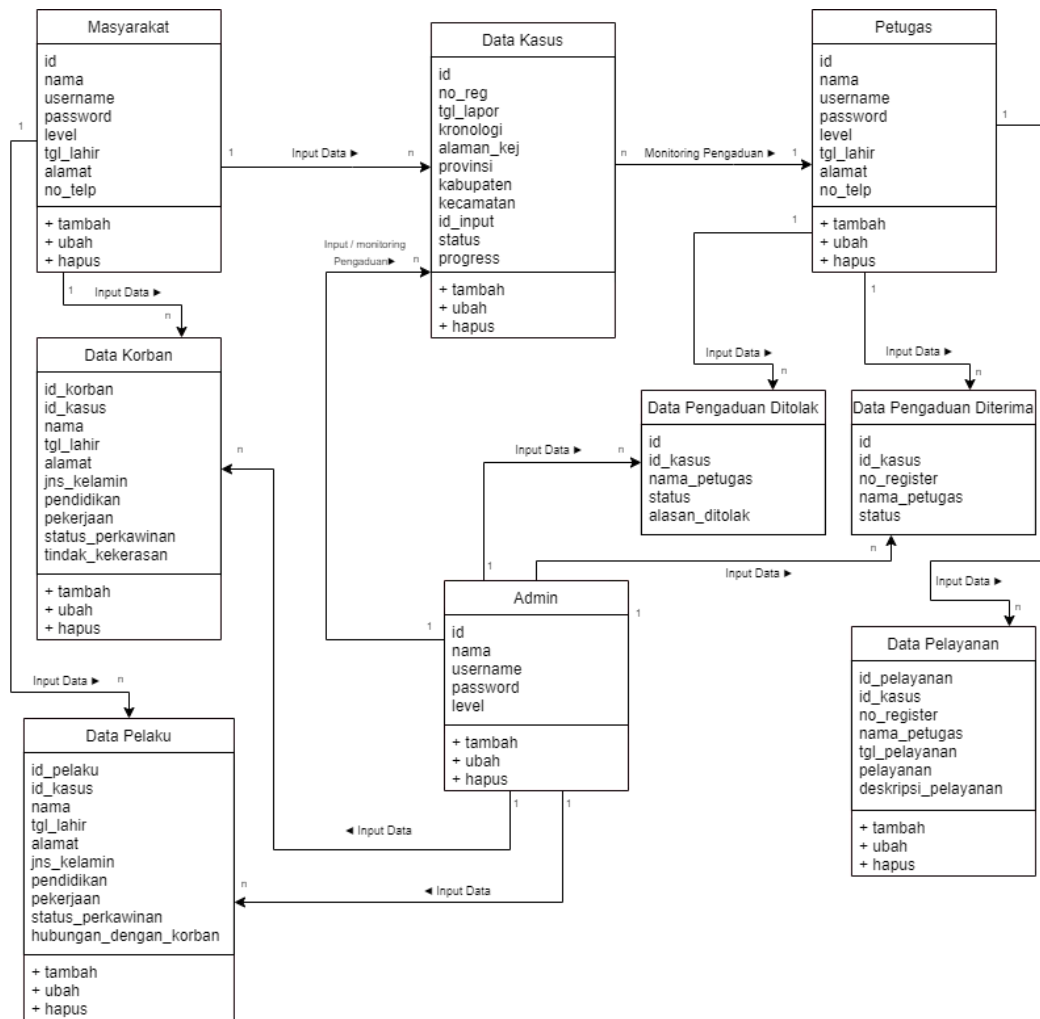 Masyarakat
id
nama
username
password
level
tgl_lahir
alamat
no_telp
+ tambah
+ ubah
+ hapus
1
1
Input Data ►
n
Data Kasus
id
no_reg
tgl_lapor
kronologi
alaman_kej
provinsi
kabupaten
kecamatan
id_input
status
progress
+ tambah
+ ubah
+ hapus
n
Monitoring Pengaduan ►
1
Petugas
id
nama
username
password
level
tgl_lahir
alamat
no_telp
+ tambah
+ ubah
+ hapus
1
1
1
Input / monitoring
Pengaduan►
n
1
Input Data ►
n
Data Korban
id_korban
id_kasus
nama
tgl_lahir
alamat
jns_kelamin
pendidikan
pekerjaan
status_perkawinan
tindak_kekerasan
+ tambah
+ ubah
+ hapus
n
Input Data ►
n
Input Data ►
n
Data Pengaduan Ditolak
id
id_kasus
nama_petugas
status
alasan_ditolak
Data Pengaduan Diterima
id
id_kasus
no_register
nama_petugas
status
Input Data ►
n
1
n
Input Data ►
Admin
id
nama
username
password
level
+ tambah
+ ubah
+ hapus
1
1
1
1
Input Data ►
n
Data Pelayanan
id_pelayanan
id_kasus
no_register
nama_petugas
tgl_pelayanan
pelayanan
deskripsi_pelayanan
+ tambah
+ ubah
+ hapus
Input Data ►
n
Data Pelaku
id_pelaku
id_kasus
nama
tgl_lahir
alamat
jns_kelamin
pendidikan
pekerjaan
status_perkawinan
hubungan_dengan_korban
+ tambah
+ ubah
+ hapus
◄ Input Data
n
◄ Input Data